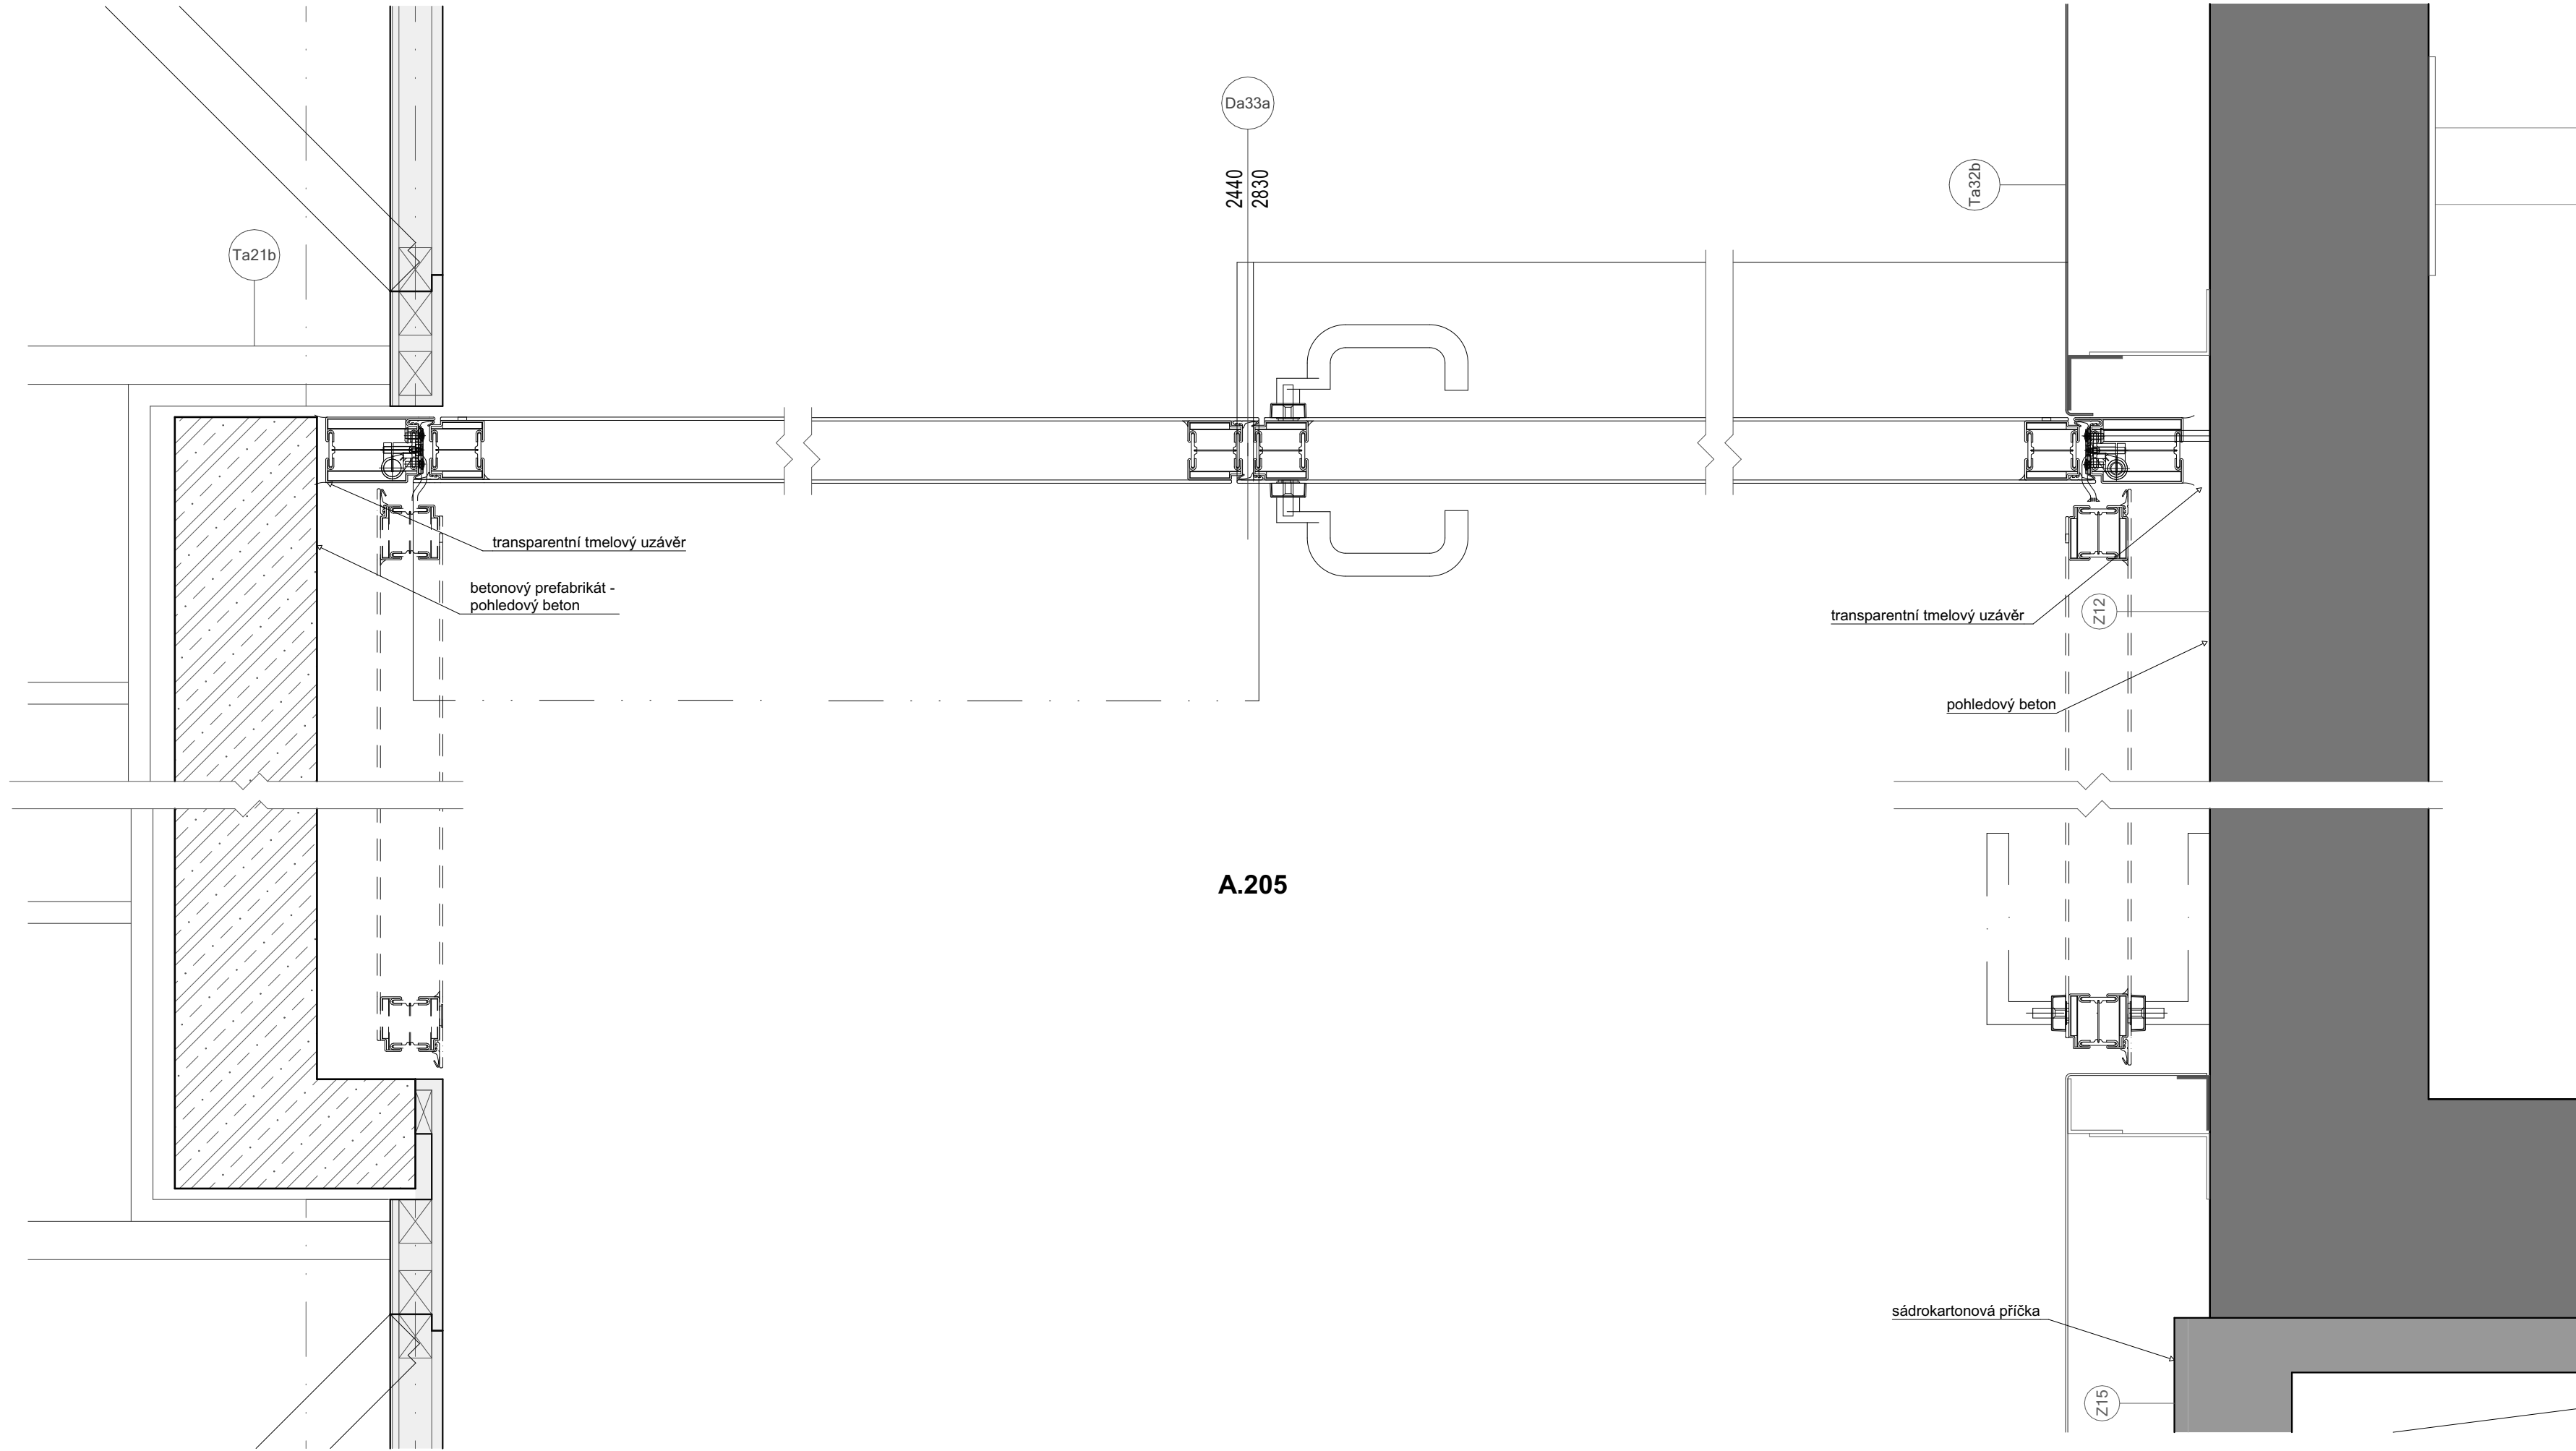 Da33a
2440
2830
Ta32b
Ta21b
transparentní tmelový uzávěr
betonový prefabrikát -
pohledový beton
transparentní tmelový uzávěr
Z12
pohledový beton
A.205
sádrokartonová příčka
Z15